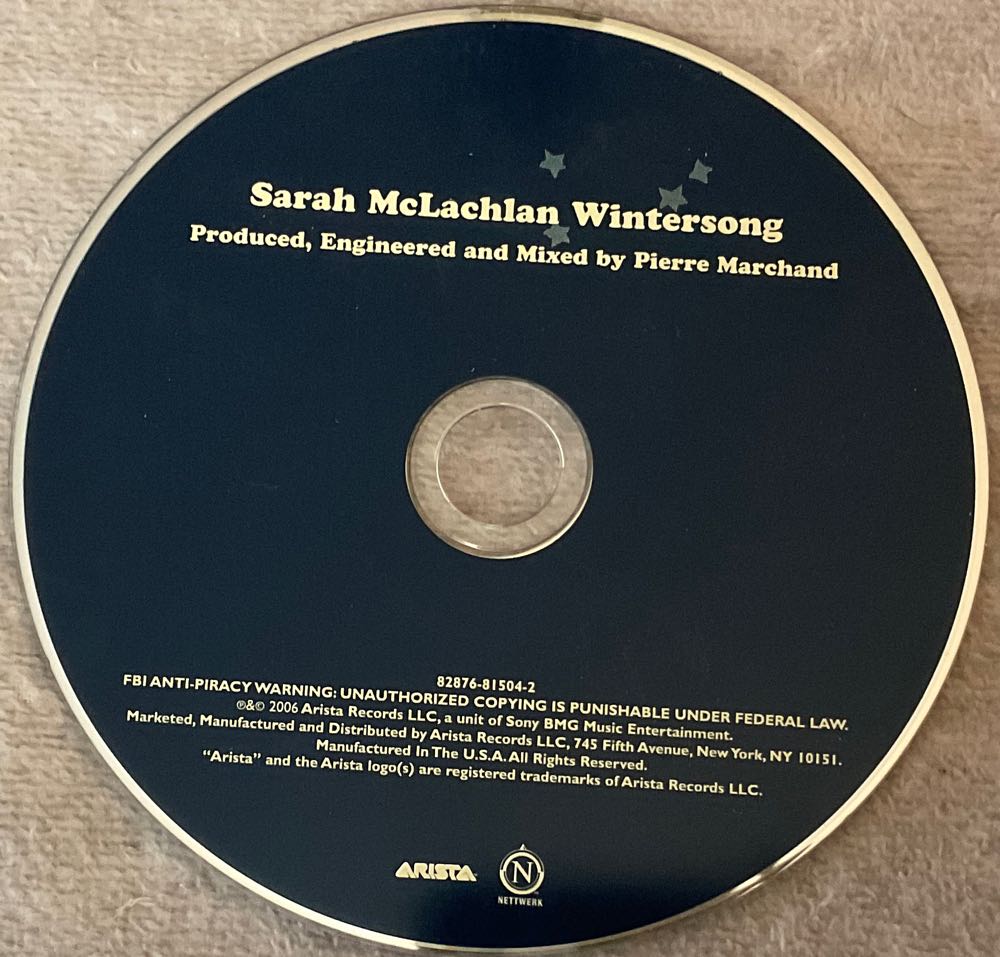 Sarah McLachlan Wintersong
Produced, Engineered and Mixed by Pierre Marchand
82876-81504-2
FBI ANTI-PIRACY WARNING: UNAUTHORIZED COPYING IS PUNISHABLE UNDER FEDERAL LAW.
℗&© 2006 Arista Records LLC, a unit of Sony BMG Music Entertainment.
Marketed, Manufactured and Distributed by Arista Records LLC, 745 Fifth Avenue, New York, NY 10151.
Manufactured In The U.S.A. All Rights Reserved.
“Arista” and the Arista logo(s) are registered trademarks of Arista Records LLC.
ARISTA N
NETTWERK